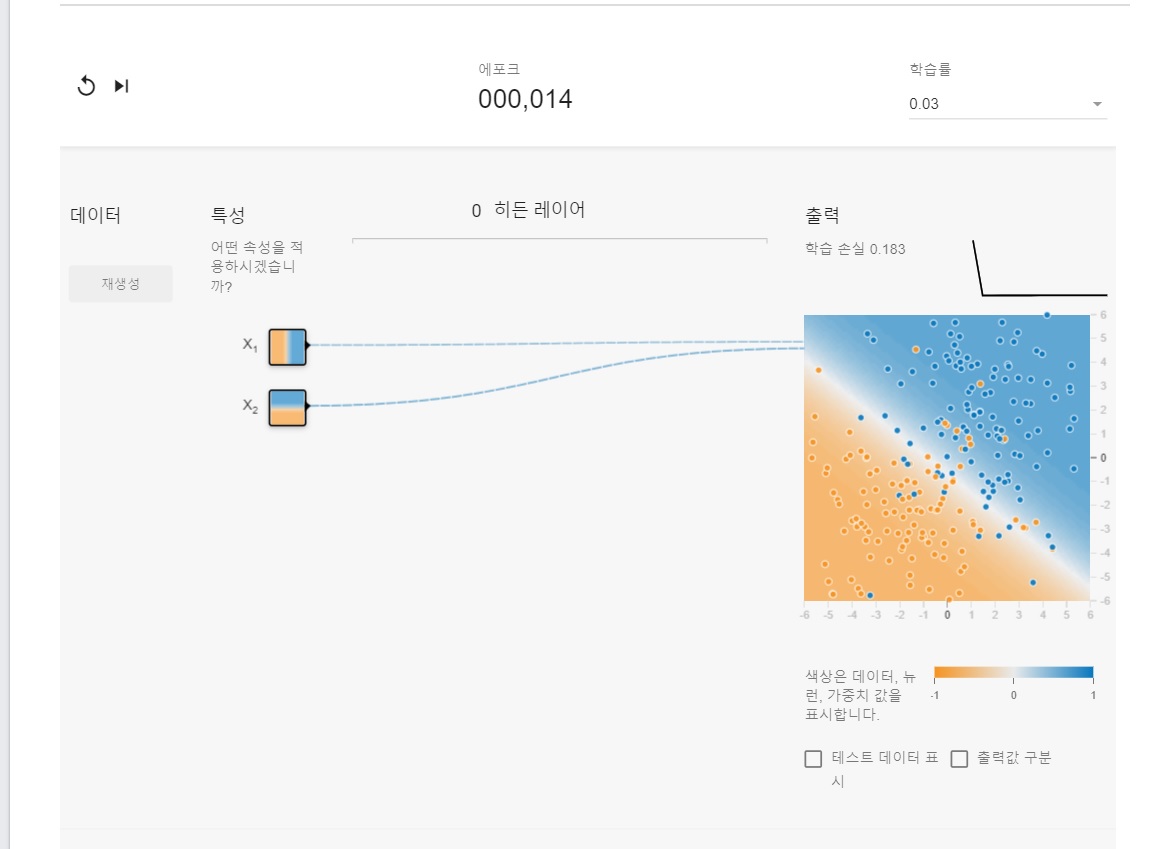 에포크
000,014
학습률
0.03
데이터
재생성
특성
어떤 속성을 적
용하시겠습니
까?
X1
X2
0 히든 레이어
출력
학습 손실 0.183
6
5
4
3
2
1
0
-1
-2
-3
-4
-5
-6
-6 -5 -4 -3 -2 -1 0 1 2 3 4 5 6
색상은 데이터, 뉴
런, 가중치 값을
표시합니다.
-1 0 1
테스트 데이터 표
시
출력값 구분